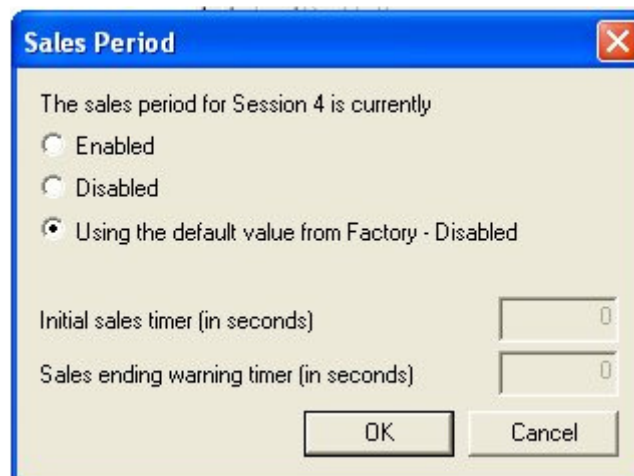 Sales Period
The sales period for Session 4 is currently
Enabled
Disabled
Using the default value from Factory - Disabled
Initial sales timer (in seconds) 0
Sales ending warning timer (in seconds) 0
OK Cancel